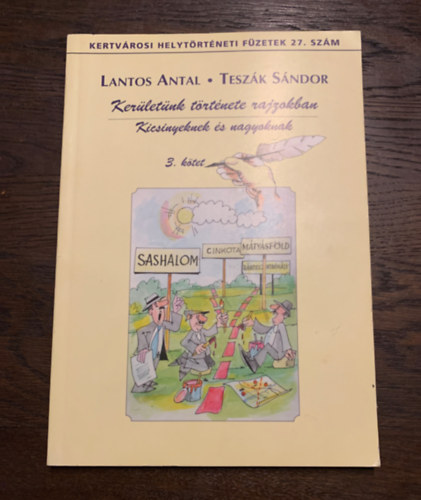 KERTVÁROSI HELYTÖRTÉNETI FÜZETEK 27. SZÁM
LANTOS ANTAL • TESZÁK SÁNDOR
Kerületünk története rajzokban
Kicsinyeknek és nagyoknak
3. kötet
SASHALOM
CINKOTA
MÁTYÁSFÖLD